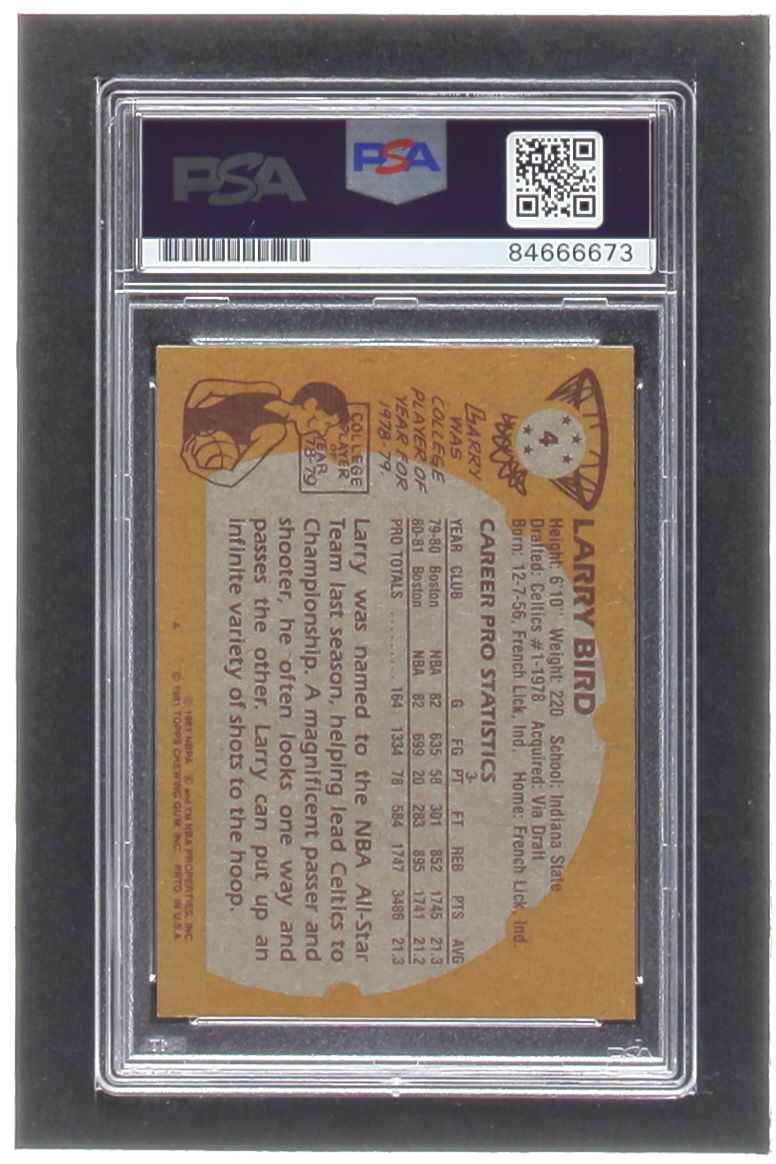 PSA
PSA
84666673
4
LARRY BIRD
Height: 6'10" Weight: 220 School: Indiana State
Drafted: Celtics #1-1978 Acquired: Via Draft
Born: 12-7-56, French Lick, Ind. Home: French Lick, Ind.
CAREER PRO STATISTICS
YEAR CLUB G FG 3-PT FT REB PTS AVG
79-80 Boston NBA 82 635 58 301 852 1745 21.3
80-81 Boston NBA 82 699 20 283 895 1741 21.2
PRO TOTALS ......... 164 1334 78 584 1747 3486 21.3
Larry was named to the NBA All-Star
Team last season, helping lead Celtics to
Championship. A magnificent passer and
shooter, he often looks one way and
passes the other. Larry can put up an
infinite variety of shots to the hoop.
LARRY
WAS
COLLEGE
PLAYER OF
YEAR FOR
1978-79.
COLLEGE
PLAYER
OF
YEAR
78-79
A
© 1981 NBPA © and TM NBA PROPERTIES, INC.
© 1981 TOPPS CHEWING GUM, INC. PRTD. IN U.S.A.
PSA